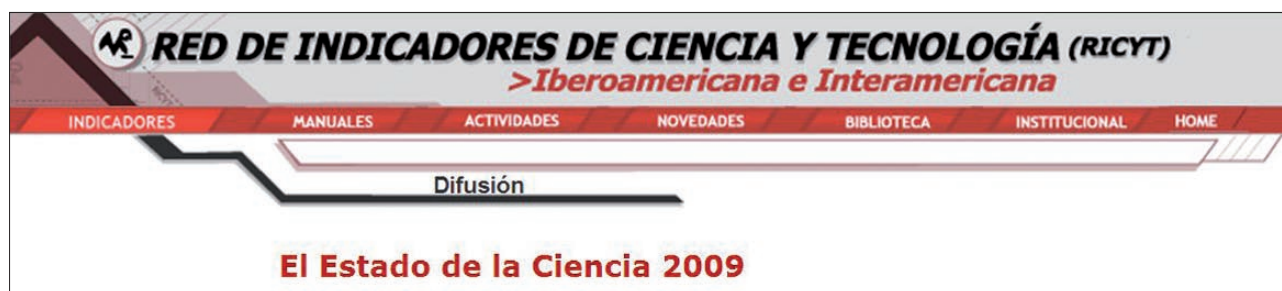 RED DE INDICADORES DE CIENCIA Y TECNOLOGÍA (RICYT)
>Iberoamericana e Interamericana
INDICADORES MANUALES ACTIVIDADES NOVEDADES BIBLIOTECA INSTITUCIONAL HOME
Difusión
El Estado de la Ciencia 2009